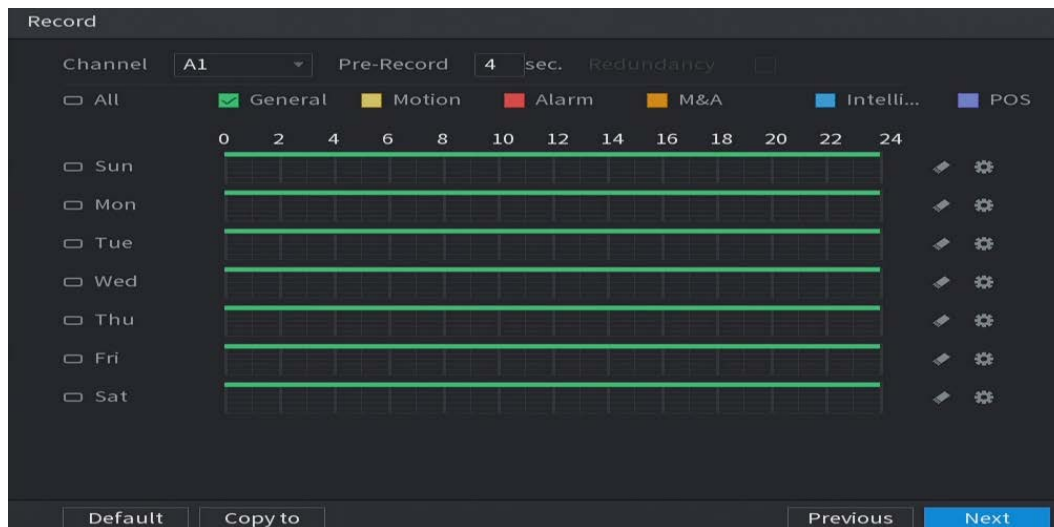 Record
Channel A1 Pre-Record 4 sec. Redundancy
All General Motion Alarm M&A Intelli... POS
0 2 4 6 8 10 12 14 16 18 20 22 24
Sun
Mon
Tue
Wed
Thu
Fri
Sat
Default Copy to Previous Next